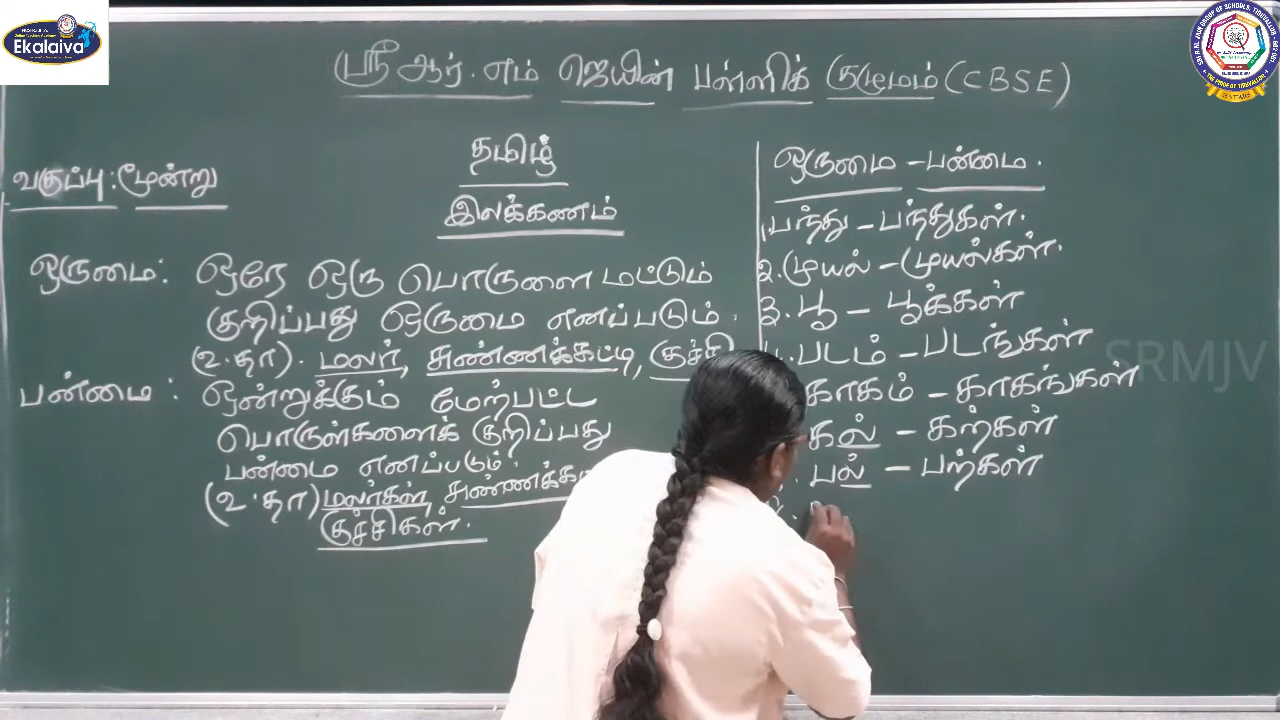 Ekalaiva
ஸ்ரீ ஆர். எம் ஜெயின் பள்ளிக் குழுமம் (CBSE)
தமிழ்
வகுப்பு : மூன்று
இலக்கணம்
ஒருமை : ஒரே ஒரு பொருளை மட்டும்
குறிப்பது ஒருமை எனப்படும்.
(உ.தா). மலர், சுண்ணக்கட்டி, குச்சி
பன்மை : ஒன்றுக்கும் மேற்பட்ட
பொருள்களைக் குறிப்பது
பன்மை எனப்படும்.
(உ.தா) மலர்கள், சுண்ணக்க
குச்சிகள்.
ஒருமை - பன்மை.
1. பந்து - பந்துகள்.
2. முயல் - முயல்கள்.
3. பூ - பூக்கள்
4. படம் - படங்கள்
காகம் - காகங்கள்
கல் - கற்கள்
பல் - பற்கள்
SRMJV